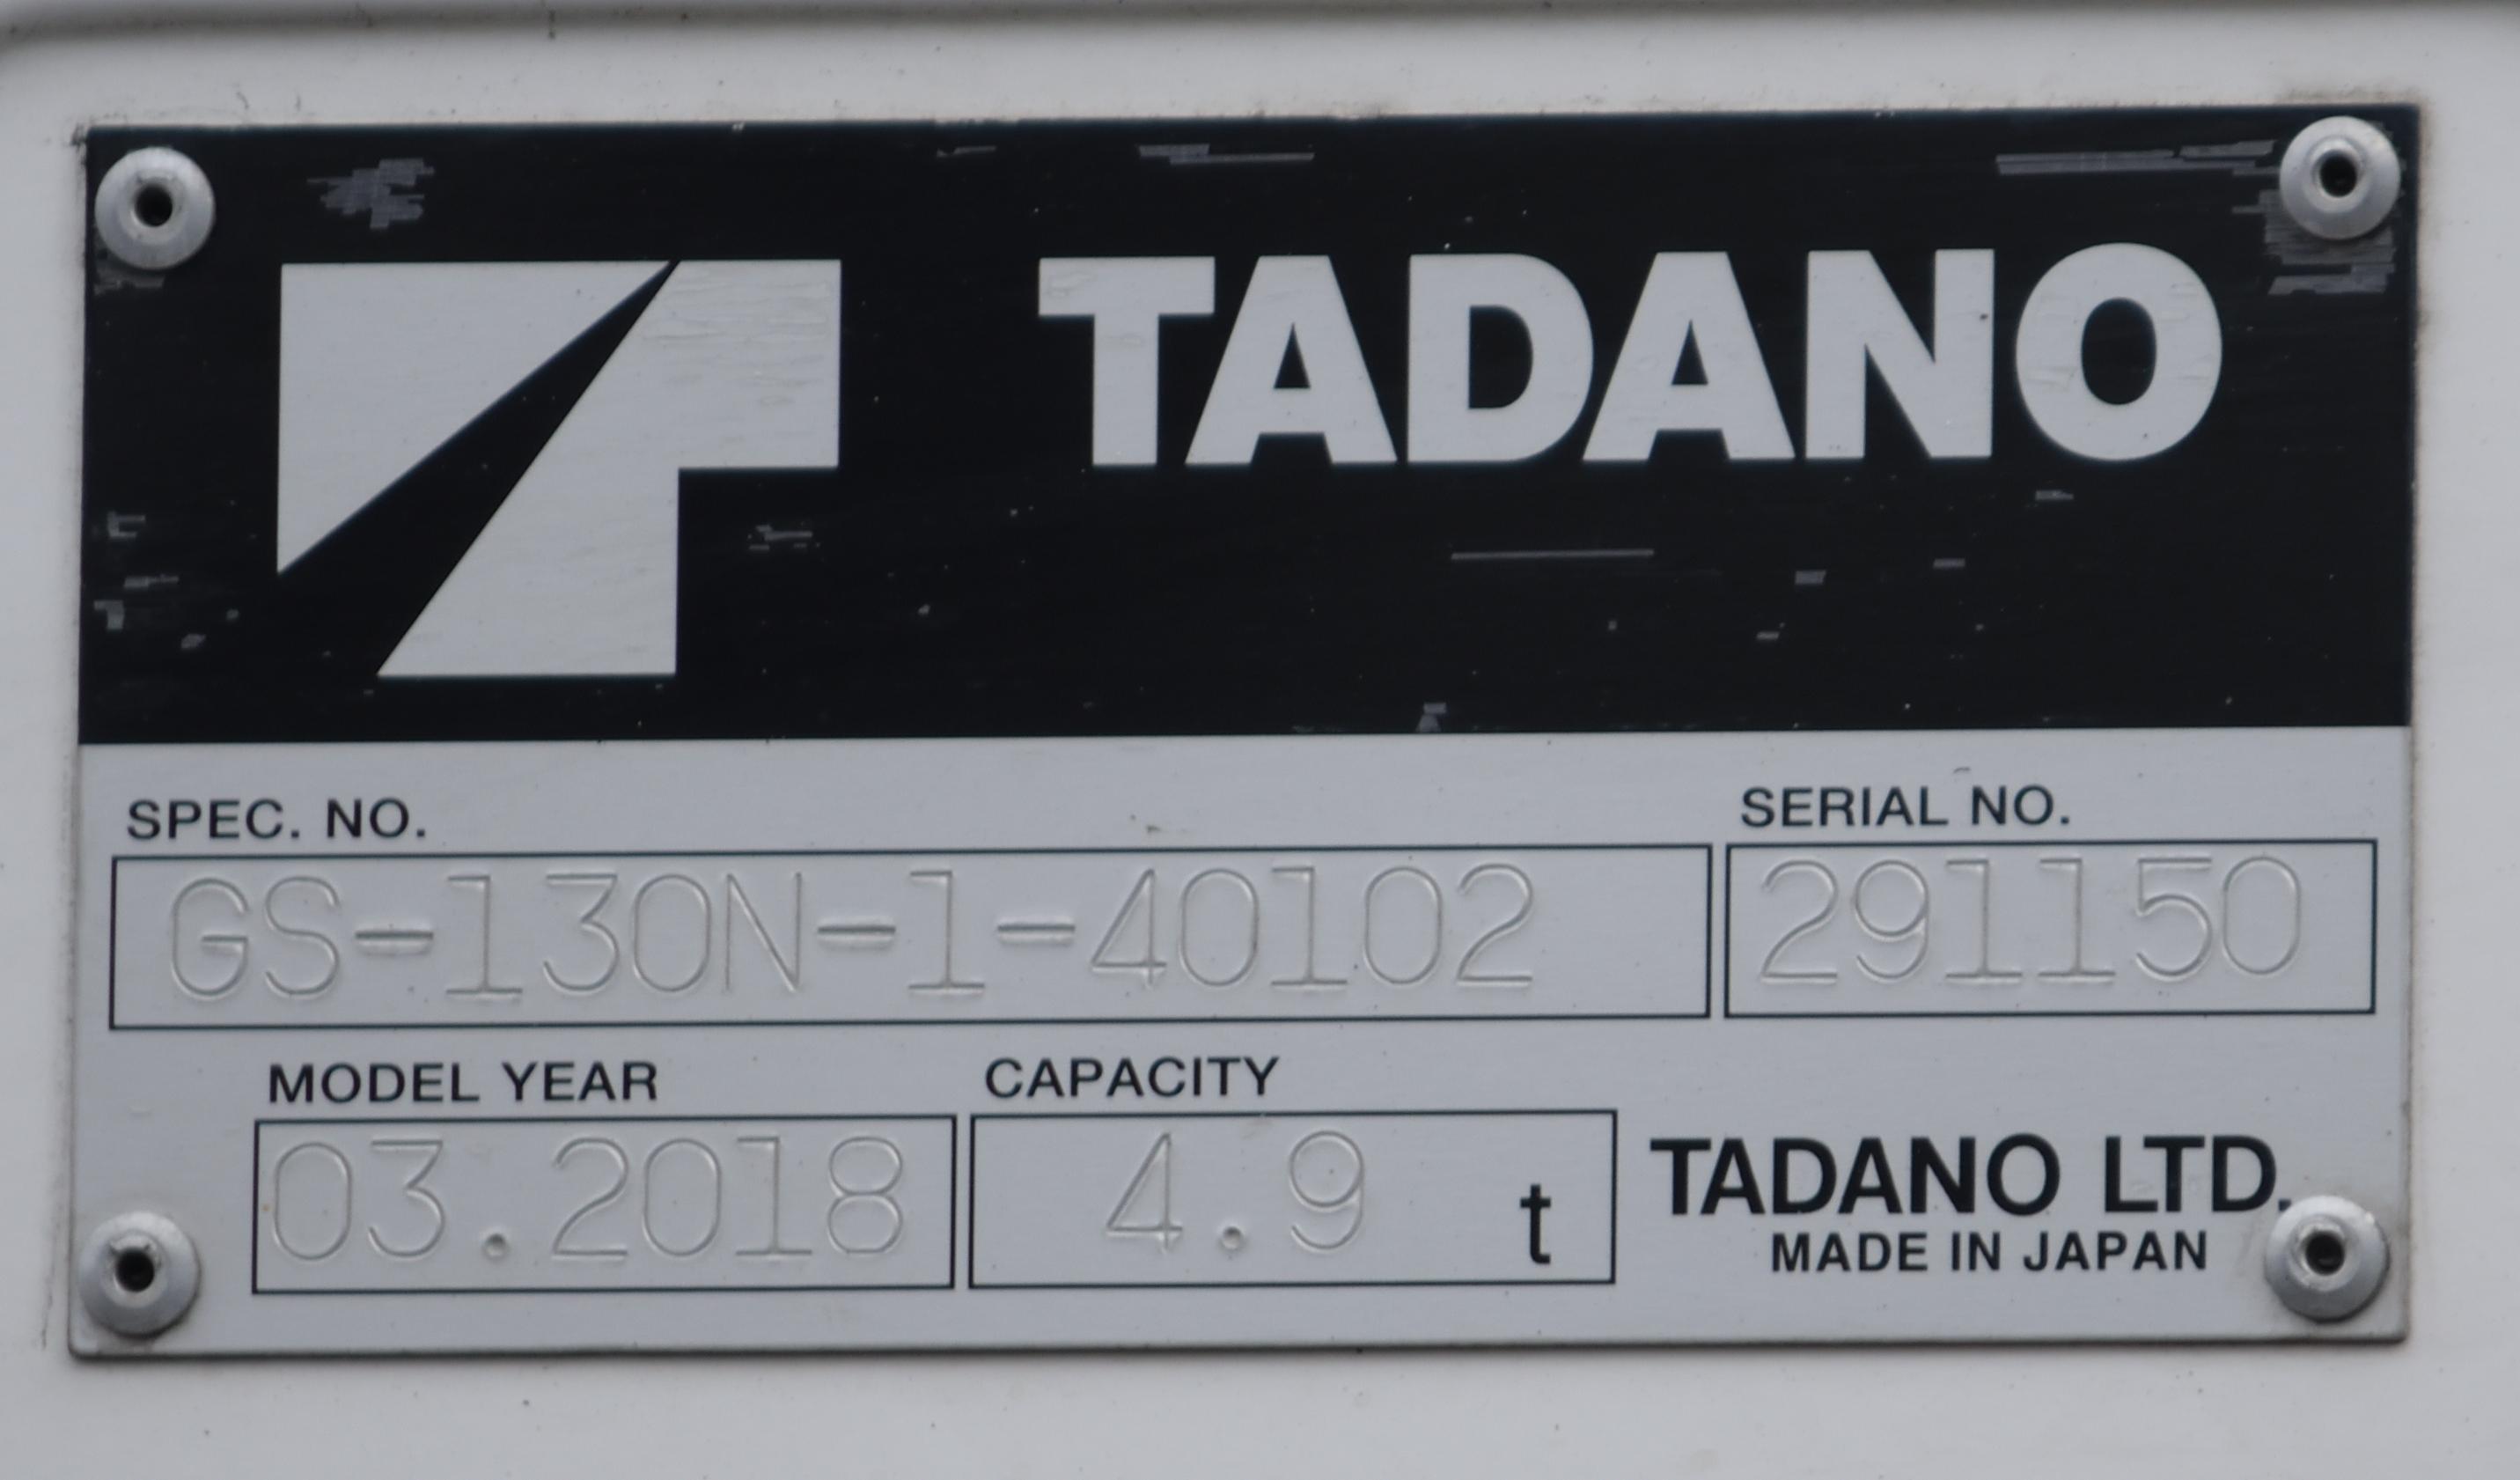 TADANO
SPEC. NO. SERIAL NO.
GS-130N-1-40102 291150
MODEL YEAR CAPACITY
03.2018 4.9 t TADANO LTD.
MADE IN JAPAN